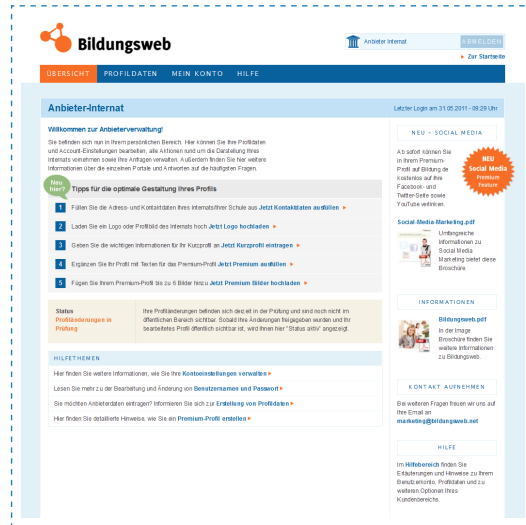 Bildungsweb
Anbieter Internat
ABMELDEN
Zur Startseite
ÜBERSICHT PROFILDATEN MEIN KONTO HILFE
Anbieter-Internat
Letzter Login am 31.05.2011 - 09:29 Uhr
Willkommen zur Anbieterverwaltung!
Sie befinden sich nun in Ihrem persönlichen Bereich. Hier können Sie Ihre Profildaten
und Account-Einstellungen bearbeiten, alle Aktionen rund um die Darstellung Ihres
Internats vornehmen sowie Ihre Anfragen verwalten. Außerdem finden Sie hier weitere
Informationen über die einzelnen Portale und Antworten auf die häufigsten Fragen.
Neu
hier?
Tipps für die optimale Gestaltung Ihres Profils
1 Füllen Sie die Adress- und Kontaktdaten Ihres Internats/Ihrer Schule aus Jetzt Kontaktdaten ausfüllen
2 Laden Sie ein Logo oder Profilbild des Internats hoch Jetzt Logo hochladen
3 Geben Sie die wichtigen Informationen für Ihr Kurzprofil an Jetzt Kurzprofil eintragen
4 Ergänzen Sie Ihr Profil mit Texten für das Premium-Profil Jetzt Premium ausfüllen
5 Fügen Sie Ihrem Premium-Profil bis zu 6 Bilder hinzu Jetzt Premium Bilder hochladen
Status
Profiländerungen in
Prüfung
Ihre Profiländerungen befinden sich derzeit in der Prüfung und sind noch nicht im
öffentlichen Bereich sichtbar. Sobald Ihre Änderungen freigegeben wurden und Ihr
bearbeitetes Profil öffentlich sichtbar ist, wird Ihnen hier "Status aktiv" angezeigt.
HILFETHEMEN
Hier finden Sie weitere Informationen, wie Sie Ihre Kontoeinstellungen verwalten
Lesen Sie mehr zu der Bearbeitung und Änderung von Benutzernamen und Passwort
Sie möchten Anbieterdaten eintragen? Informieren Sie sich zur Erstellung von Profildaten
Hier finden Sie detaillierte Hinweise, wie Sie ein Premium-Profil erstellen
NEU - SOCIAL MEDIA
Ab sofort können Sie
in Ihrem Premium-
Profil auf Bildung.de
kostenlos auf Ihre
Facebook- und
Twitter-Seite sowie
YouTube verlinken.
NEU
Social Media
Premium
Feature
Social-Media-Marketing.pdf
Umfangreiche
Informationen zu
Social Media
Marketing bietet diese
Broschüre
INFORMATIONEN
Bildungsweb.pdf
In der Image
Broschüre finden Sie
weitere Informationen
zu Bildungsweb.
KONTAKT AUFNEHMEN
Bei weiteren Fragen freuen wir uns auf
Ihre Email an
marketing@bildungsweb.net
HILFE
Im Hilfebereich finden Sie
Erläuterungen und Hinweise zu Ihrem
Benutzerkonto, Profildaten und zu
weiteren Optionen Ihres
Kundenbereichs.